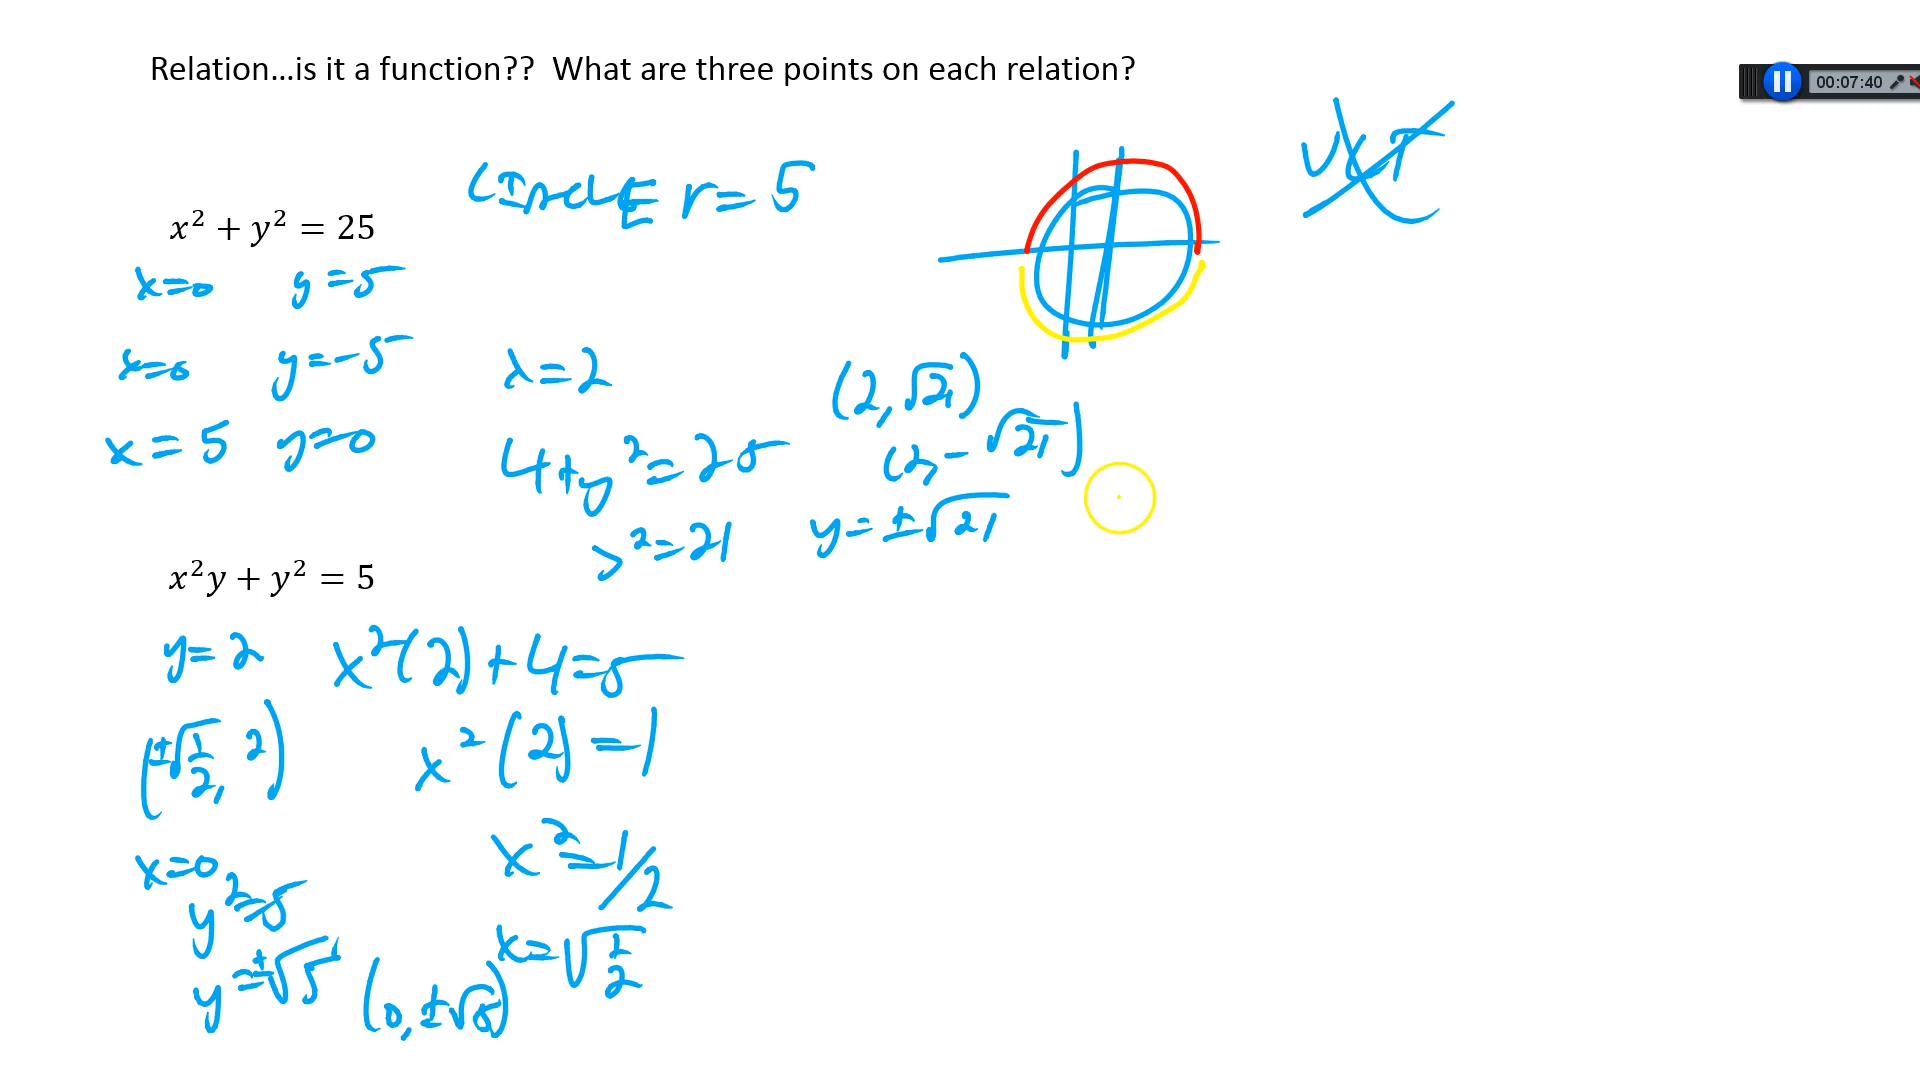 Relation...is it a function?? What are three points on each relation?
00:07:40
VLT
CIrclE r = 5
x² + y² = 25
x=0 y=5
x=0 y=-5
x = 5 y=0
x=2
4+y²=25
y²=21
(2, √21)
(2, -√21)
y=±√21
x²y + y² = 5
y=2 x²(2)+4=5
(±√1/2, 2) x²(2)=1
x²=1/2
x=0
y²=5
x=√1/2
y=±√5 (0, ±√5)